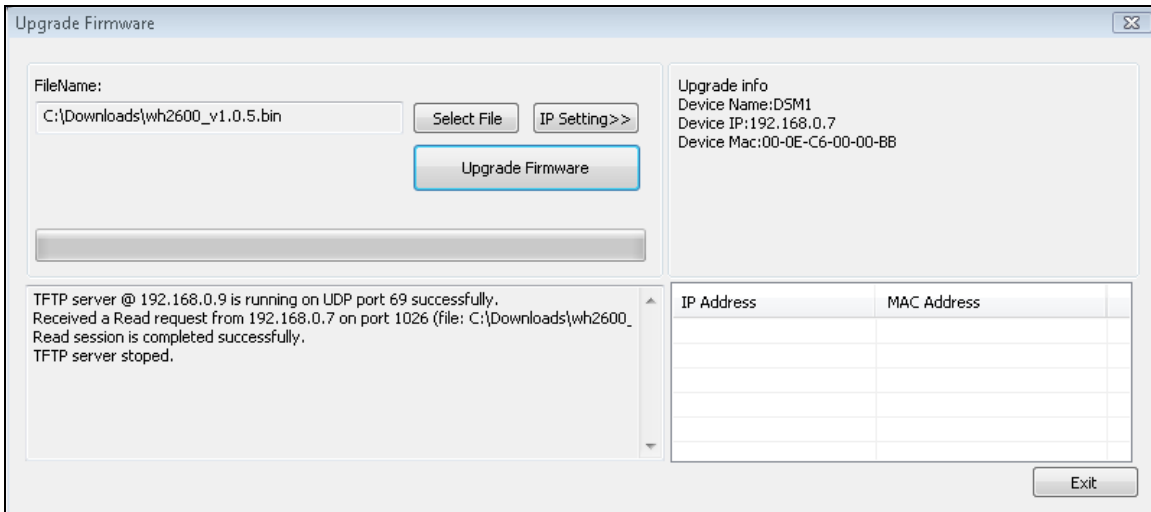 Upgrade Firmware
FileName:
C:\Downloads\wh2600_v1.0.5.bin
Select File
IP Setting>>
Upgrade Firmware
Upgrade info
Device Name:DSM1
Device IP:192.168.0.7
Device Mac:00-0E-C6-00-00-BB
TFTP server @ 192.168.0.9 is running on UDP port 69 successfully.
Received a Read request from 192.168.0.7 on port 1026 (file: C:\Downloads\wh2600_
Read session is completed successfully.
TFTP server stoped.
IP Address
MAC Address
Exit